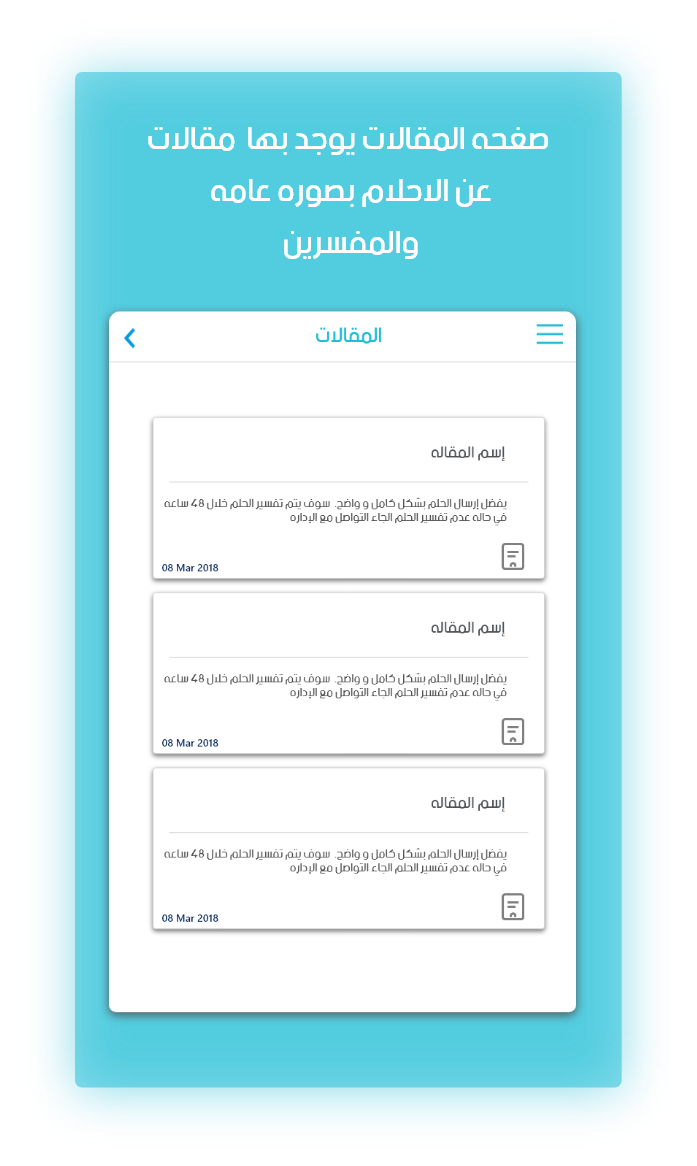 صفحه المقالات يوجد بها مقالات
عن الاحلام بصوره عامه
والمفسرين
المقالات
إسم المقاله
يفضل إرسال الحلم بشكل كامل و واضح. سوف يتم تفسير الحلم خلال 48 ساعه
في حاله عدم تفسير الحلم الجاء التواصل مع الإداره
08 Mar 2018
إسم المقاله
يفضل إرسال الحلم بشكل كامل و واضح. سوف يتم تفسير الحلم خلال 48 ساعه
في حاله عدم تفسير الحلم الجاء التواصل مع الإداره
08 Mar 2018
إسم المقاله
يفضل إرسال الحلم بشكل كامل و واضح. سوف يتم تفسير الحلم خلال 48 ساعه
في حاله عدم تفسير الحلم الجاء التواصل مع الإداره
08 Mar 2018